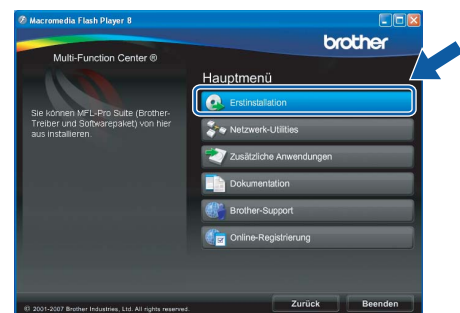 Macromedia Flash Player 8
brother
Multi-Function Center ®
Hauptmenü
Sie können MFL-Pro Suite (Brother-
Treiber und Softwarepaket) von hier
aus installieren.
Erstinstallation
Netzwerk-Utilities
Zusätzliche Anwendungen
Dokumentation
Brother-Support
Online-Registrierung
© 2001-2007 Brother Industries, Ltd. All rights reserved.
Zurück
Beenden